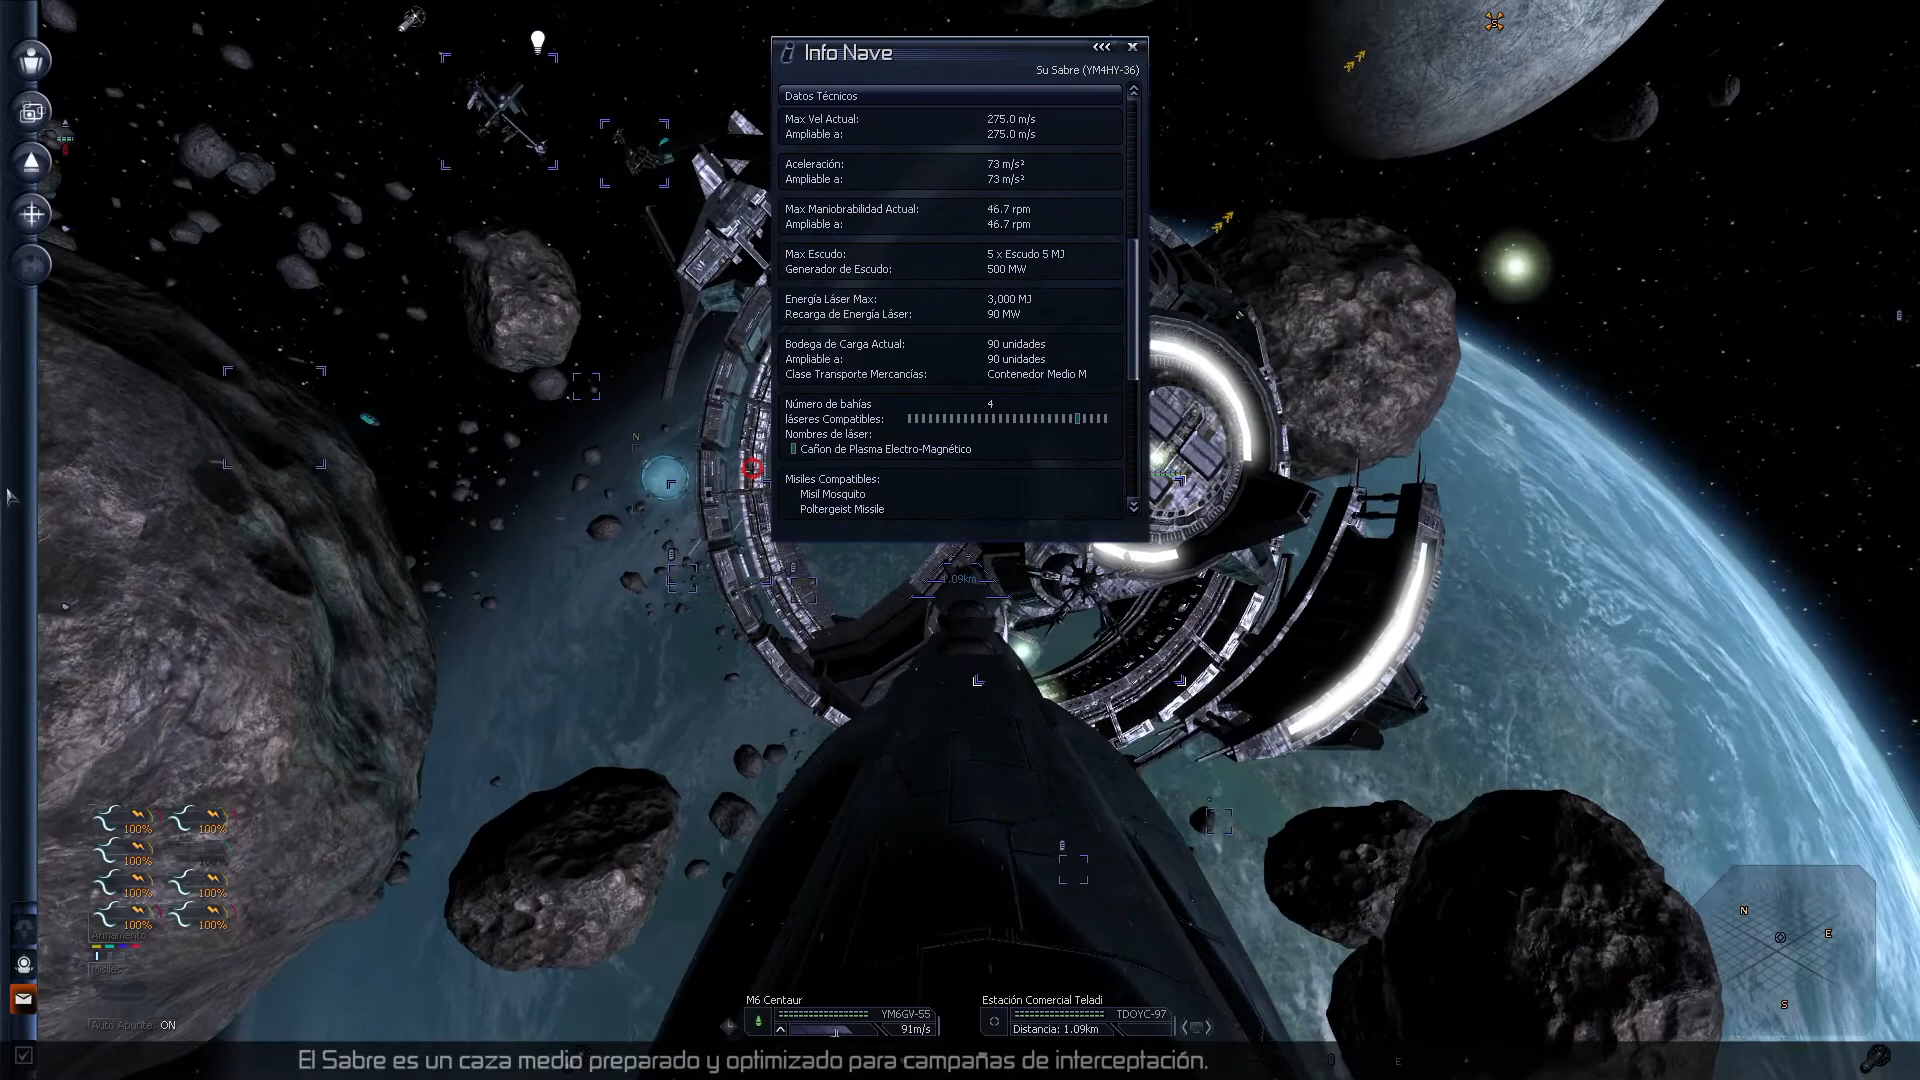 Info Nave
Su Sabre (YM4HY-36)
Datos Técnicos
Max Vel Actual: 275.0 m/s
Ampliable a: 275.0 m/s
Aceleración: 73 m/s²
Ampliable a: 73 m/s²
Max Maniobrabilidad Actual: 46.7 rpm
Ampliable a: 46.7 rpm
Max Escudo: 5 x Escudo 5 MJ
Generador de Escudo: 500 MW
Energía Láser Max: 3,000 MJ
Recarga de Energía Láser: 90 MW
Bodega de Carga Actual: 90 unidades
Ampliable a: 90 unidades
Clase Transporte Mercancías: Contenedor Medio M
Número de bahías 4
láseres Compatibles:
Nombres de láser:
Cañón de Plasma Electro-Magnético
Misiles Compatibles:
Misil Mosquito
Poltergeist Missile
N
1.09km
100% 100%
100%
100% 100%
100% 100%
Armamento
Misilas
Auto Apunte: ON
M6 Centaur
YM6GV-55
91m/s
Estación Comercial Teladi
TDOYC-97
Distancia: 1.09km
N
E
S
E
El Sabre es un caza medio preparado y optimizado para campañas de interceptación.